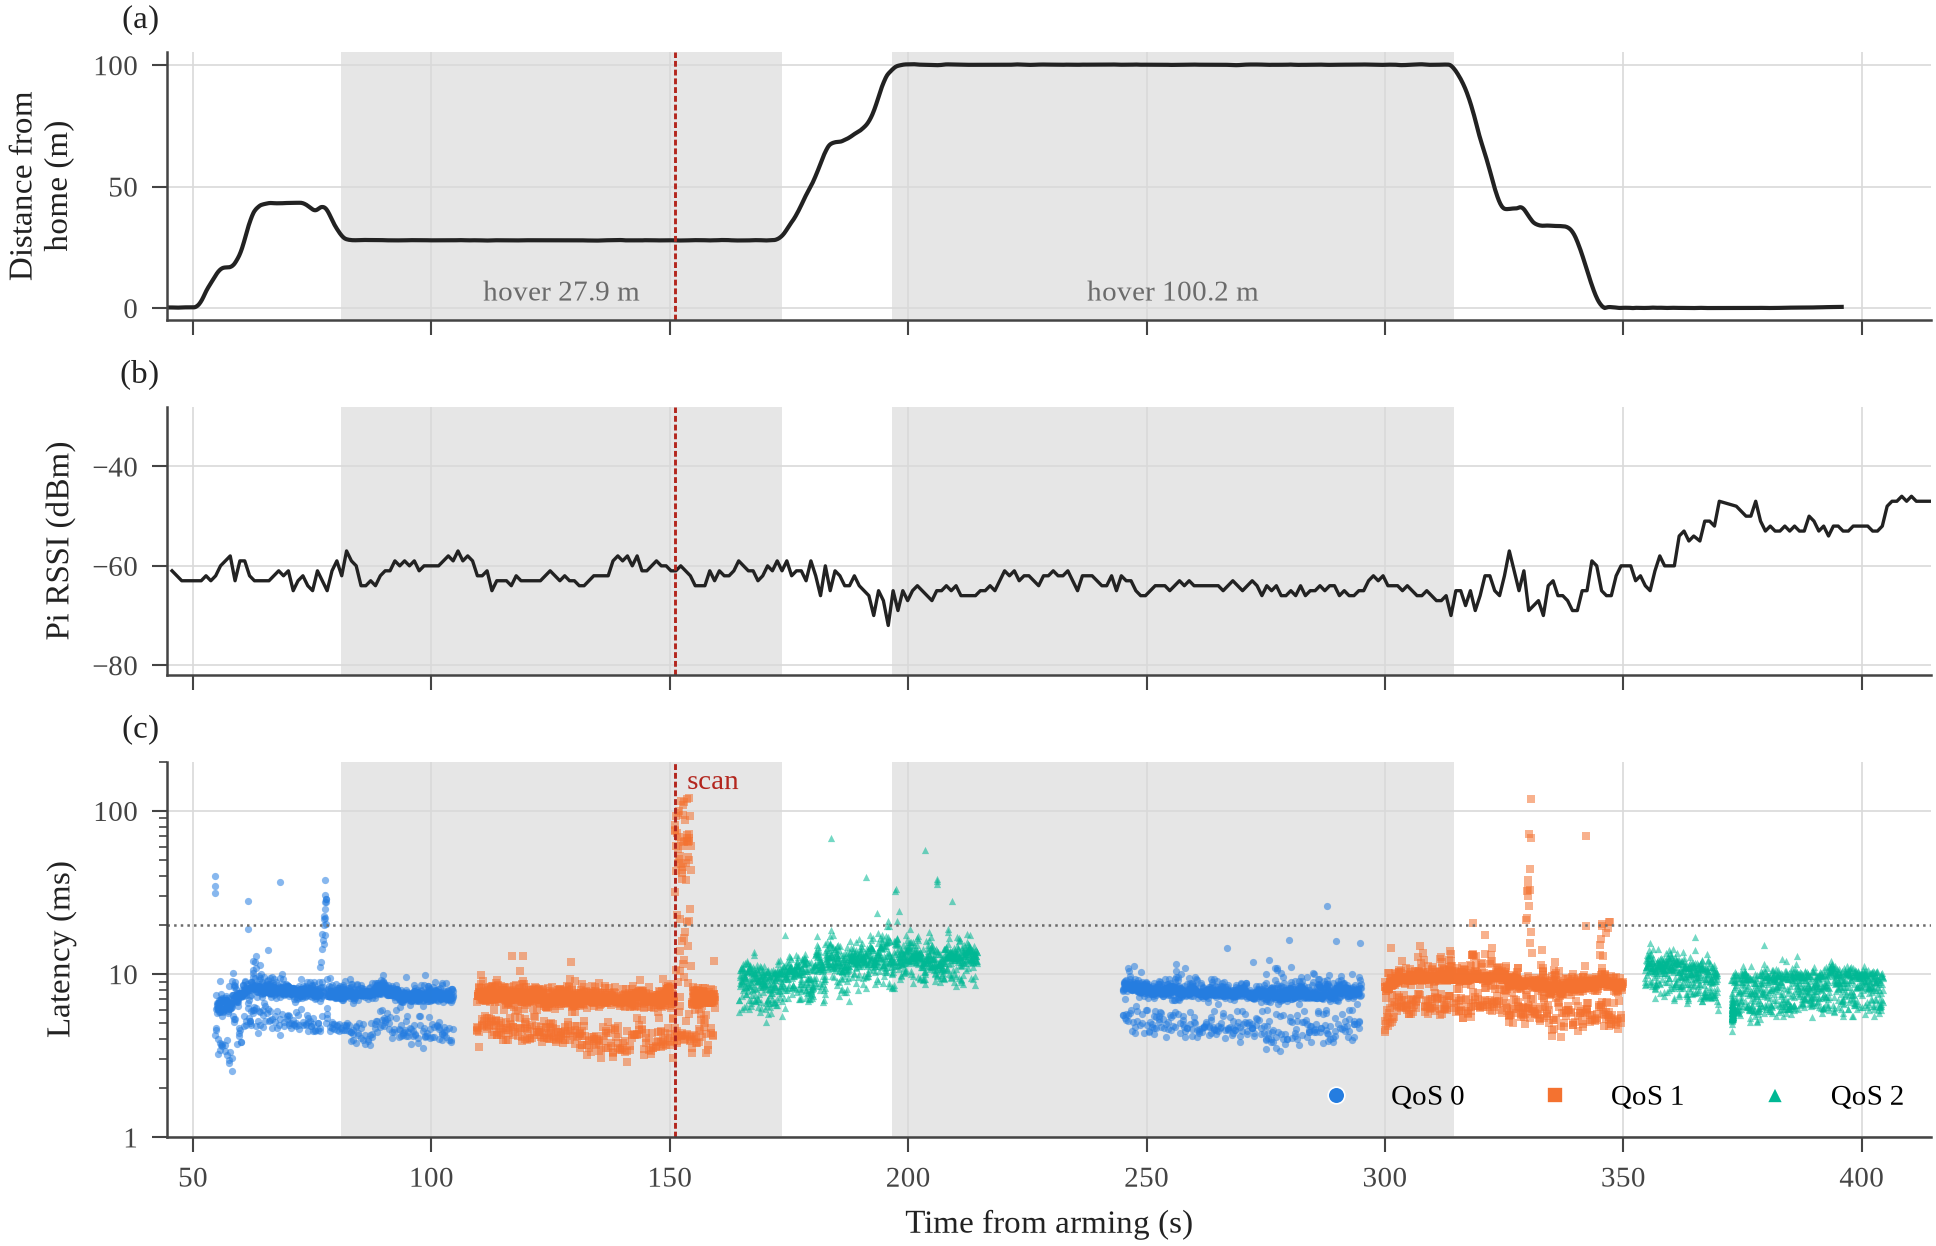 (a)
100
50
0
Distance from
home (m)
hover 27.9 m
hover 100.2 m
(b)
−40
−60
−80
Pi RSSI (dBm)
(c)
scan
100
10
1
Latency (ms)
QoS 0
QoS 1
QoS 2
50 100 150 200 250 300 350 400
Time from arming (s)